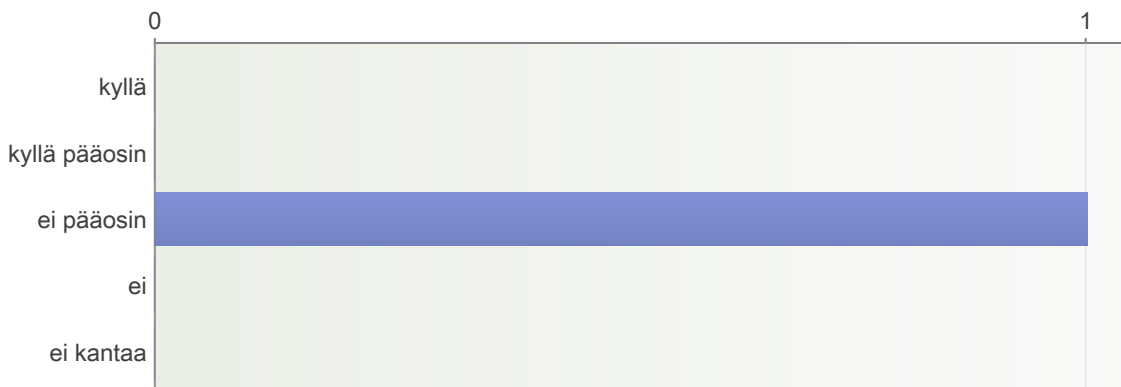 0 1
kyllä
kyllä pääosin
ei pääosin
ei
ei kantaa